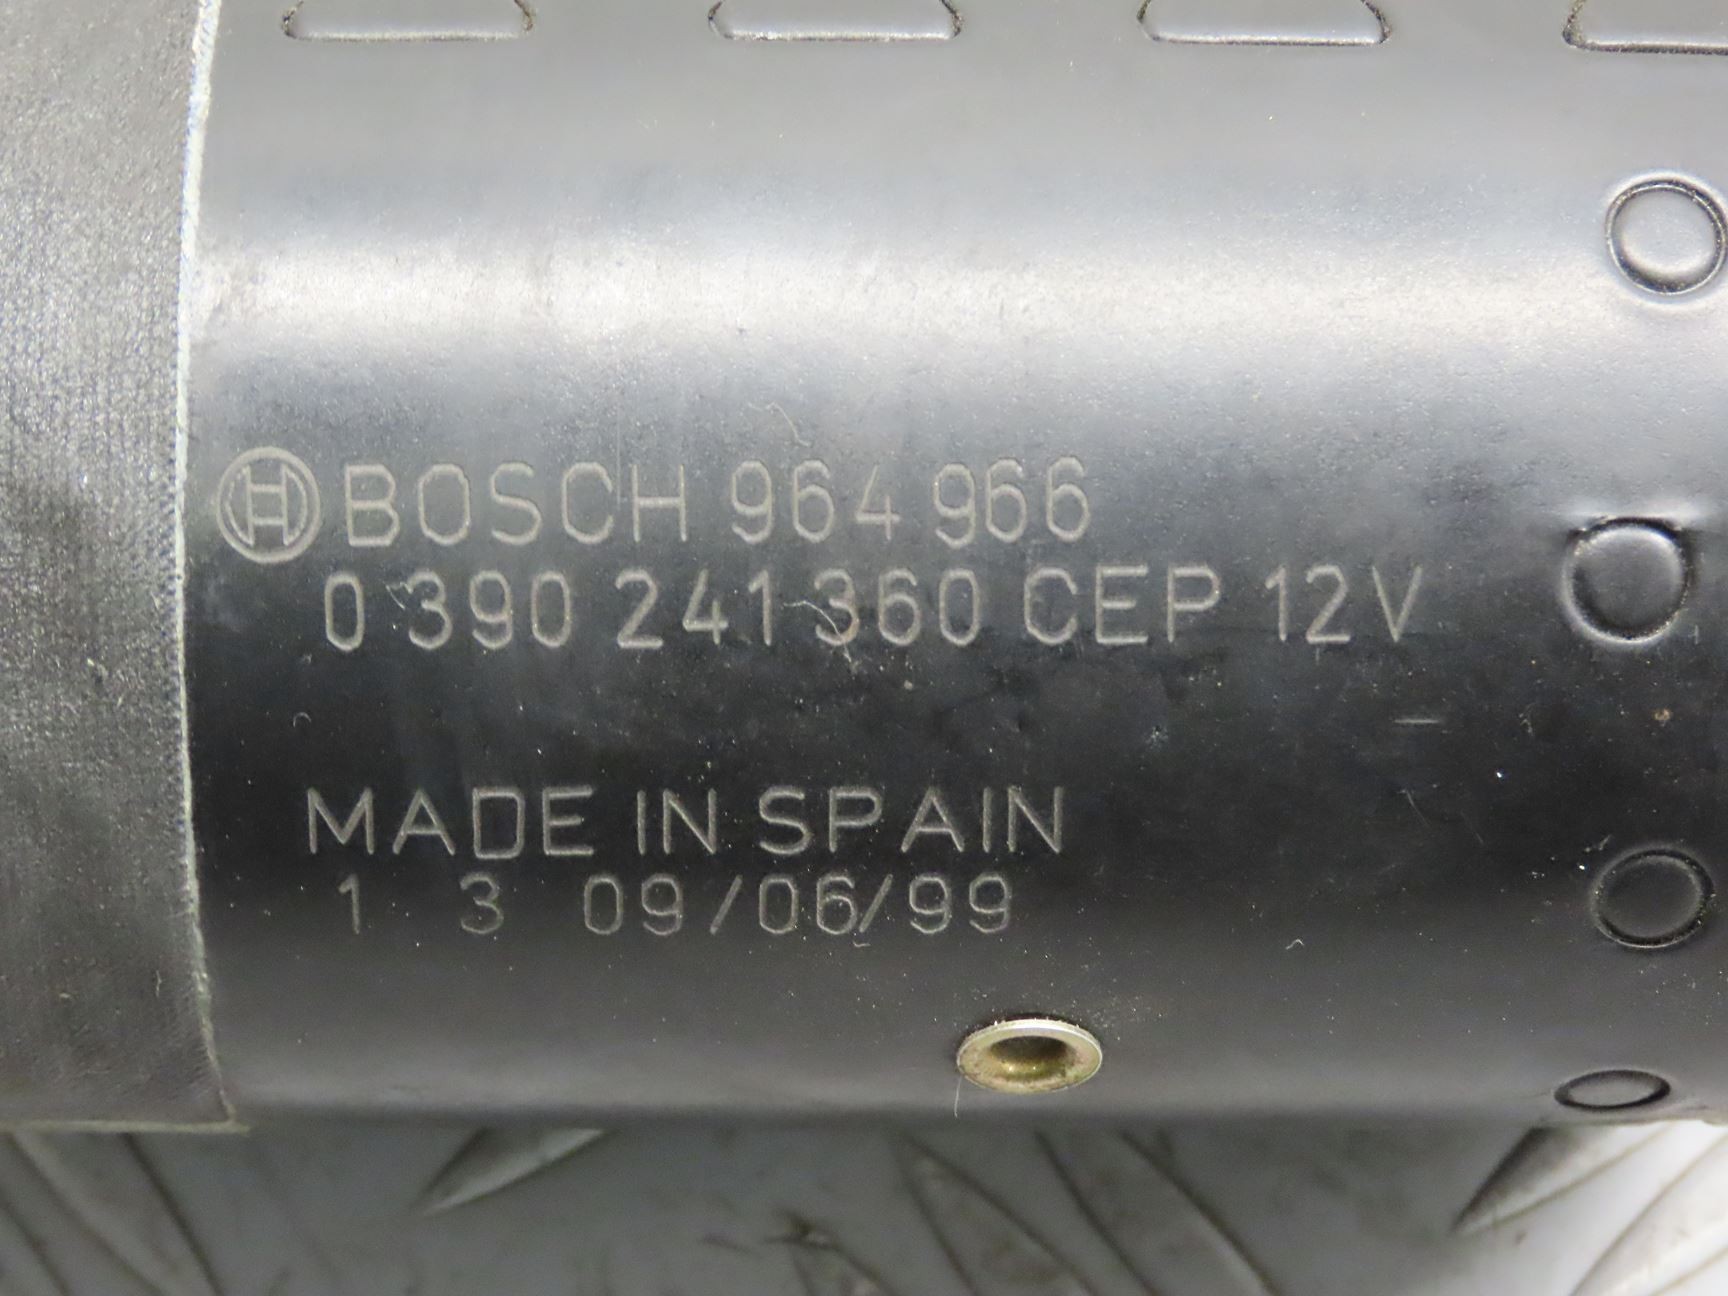 BOSCH 964 966
0 390 241 360 CEP 12V
MADE IN SPAIN
1 3 09/06/99